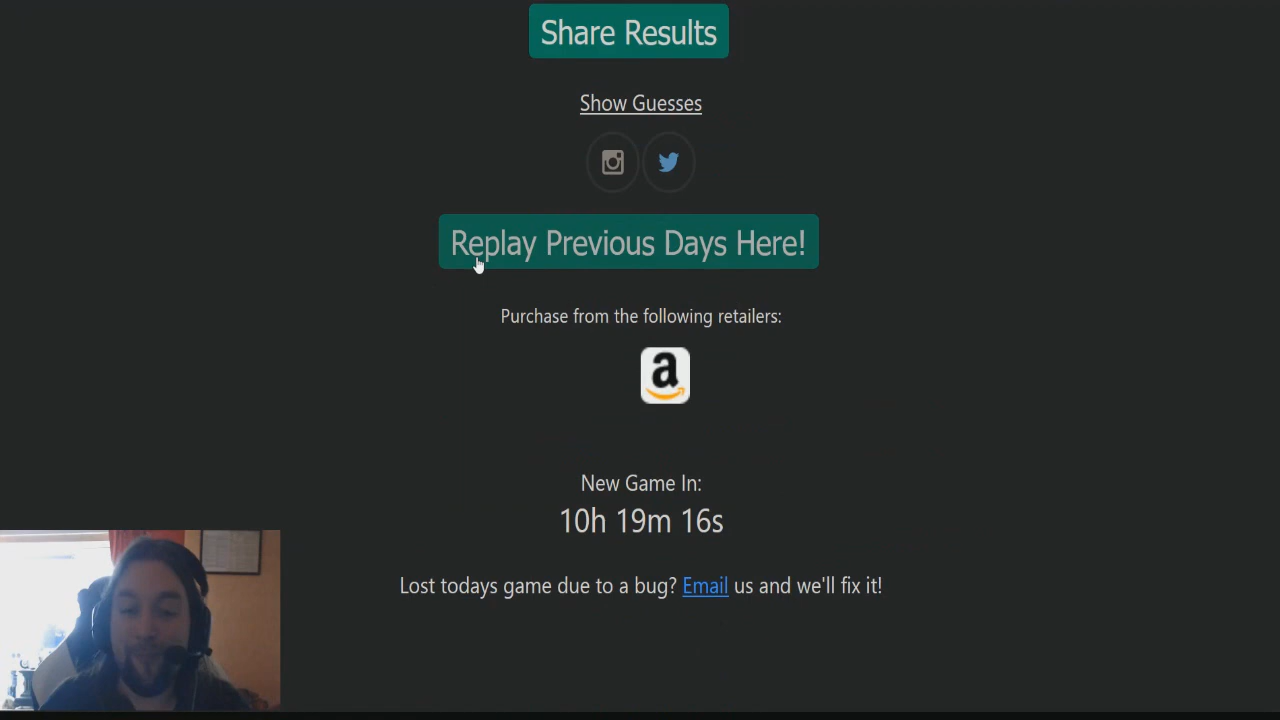 Share Results
Show Guesses
Replay Previous Days Here!
Purchase from the following retailers:
a
New Game In:
10h 19m 16s
Lost todays game due to a bug? Email us and we'll fix it!